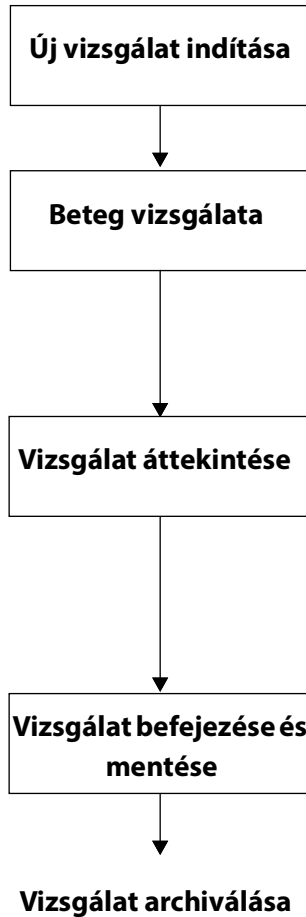 Új vizsgálat indítása
Beteg vizsgálata
Vizsgálat áttekintése
Vizsgálat befejezése és
mentése
Vizsgálat archiválása